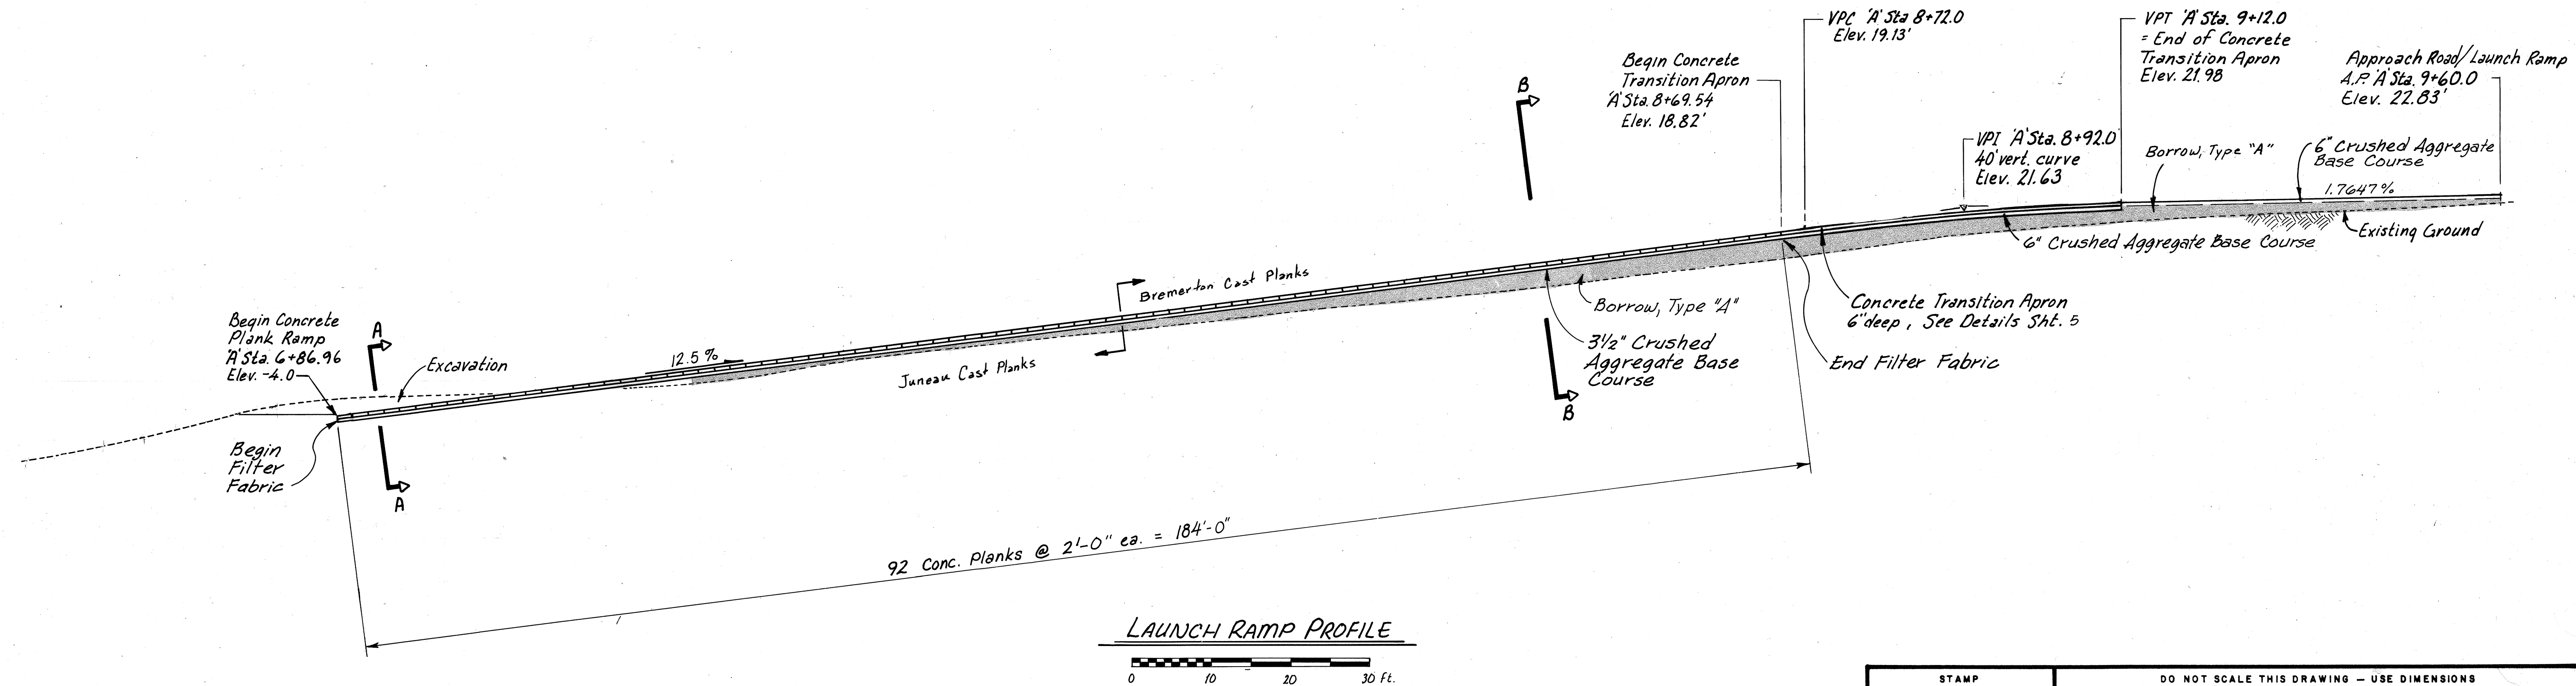 VPC 'A' Sta 8+72.0
Elev. 19.13'
VPT 'A' Sta. 9+12.0
= End of Concrete
Transition Apron
Elev. 21.98
Approach Road/Launch Ramp
A.P. 'A' Sta. 9+60.0
Elev. 22.83'
Begin Concrete
Transition Apron
'A' Sta. 8+69.54
Elev. 18.82'
B
VPI 'A' Sta. 8+92.0
40' vert. curve
Elev. 21.63
Borrow, Type "A"
6" Crushed Aggregate
Base Course
1.7647%
6" Crushed Aggregate Base Course
Existing Ground
Bremerton Cast Planks
Borrow, Type "A"
Concrete Transition Apron
6" deep, See Details Sht. 5
Begin Concrete
Plank Ramp
'A' Sta. 6+86.96
Elev. -4.0
A
Excavation
12.5%
Juneau Cast Planks
3½" Crushed
Aggregate Base
Course
End Filter Fabric
B
Begin
Filter
Fabric
A
92 Conc. Planks @ 2'-0" ea. = 184'-0"
LAUNCH RAMP PROFILE
0 10 20 30 Ft.
STAMP
DO NOT SCALE THIS DRAWING — USE DIMENSIONS